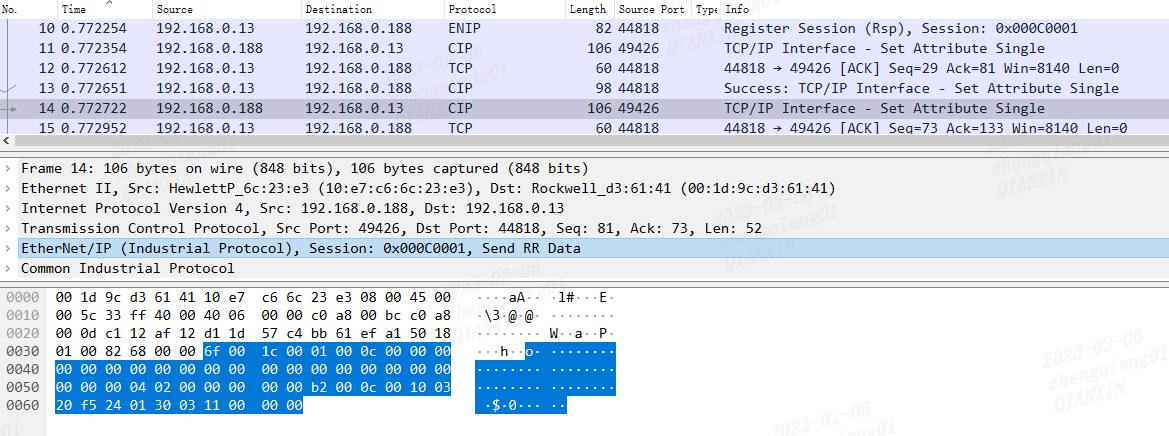 No. Time Source Destination Protocol Length Source Port Type Info
10 0.772254 192.168.0.13 192.168.0.188 ENIP 82 44818 Register Session (Rsp), Session: 0x000C0001
11 0.772354 192.168.0.188 192.168.0.13 CIP 106 49426 TCP/IP Interface - Set Attribute Single
12 0.772612 192.168.0.13 192.168.0.188 TCP 60 44818 44818 → 49426 [ACK] Seq=29 Ack=81 Win=8140 Len=0
13 0.772651 192.168.0.13 192.168.0.188 CIP 98 44818 Success: TCP/IP Interface - Set Attribute Single
14 0.772722 192.168.0.188 192.168.0.13 CIP 106 49426 TCP/IP Interface - Set Attribute Single
15 0.772952 192.168.0.13 192.168.0.188 TCP 60 44818 44818 → 49426 [ACK] Seq=73 Ack=133 Win=8140 Len=0
Frame 14: 106 bytes on wire (848 bits), 106 bytes captured (848 bits)
Ethernet II, Src: HewlettP_6c:23:e3 (10:e7:c6:6c:23:e3), Dst: Rockwell_d3:61:41 (00:1d:9c:d3:61:41)
Internet Protocol Version 4, Src: 192.168.0.188, Dst: 192.168.0.13
Transmission Control Protocol, Src Port: 49426, Dst Port: 44818, Seq: 81, Ack: 73, Len: 52
EtherNet/IP (Industrial Protocol), Session: 0x000C0001, Send RR Data
Common Industrial Protocol
0000 00 1d 9c d3 61 41 10 e7 c6 6c 23 e3 08 00 45 00 ····aA·· ·l#···E·
0010 00 5c 33 ff 40 00 40 06 00 00 c0 a8 00 bc c0 a8 ·\3·@·@· ········
0020 00 0d c1 12 af 12 d1 1d 57 c4 bb 61 ef a1 50 18 ········ W··a··P·
0030 01 00 82 68 00 00 6f 00 1c 00 01 00 0c 00 00 00 ···h··o· ········
0040 00 00 00 00 00 00 00 00 00 00 00 00 00 00 00 00 ········ ········
0050 00 00 00 04 02 00 00 00 00 00 b2 00 0c 00 10 03 ········ ········
0060 20 f5 24 01 30 03 11 00 00 00 ·$·0··· ··
2023-02-06
zhengqiang01
QIANXIN